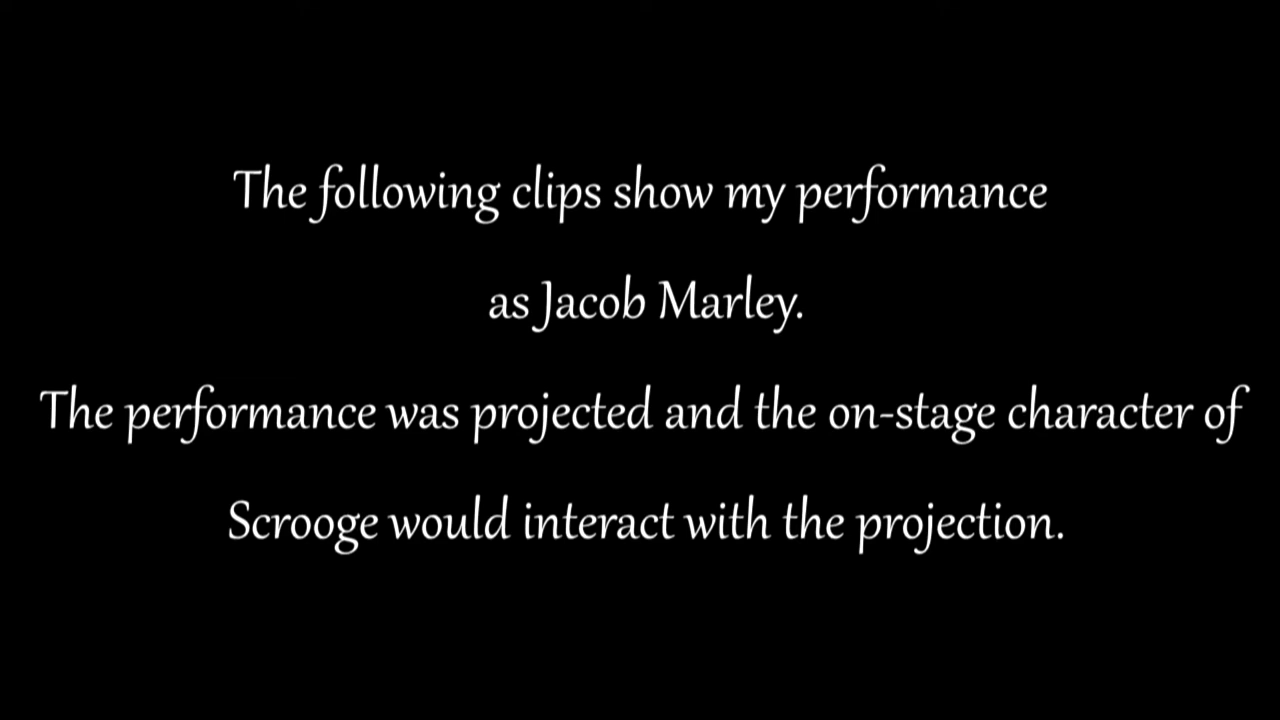 The following clips show my performance
as Jacob Marley.
The performance was projected and the on-stage character of
Scrooge would interact with the projection.